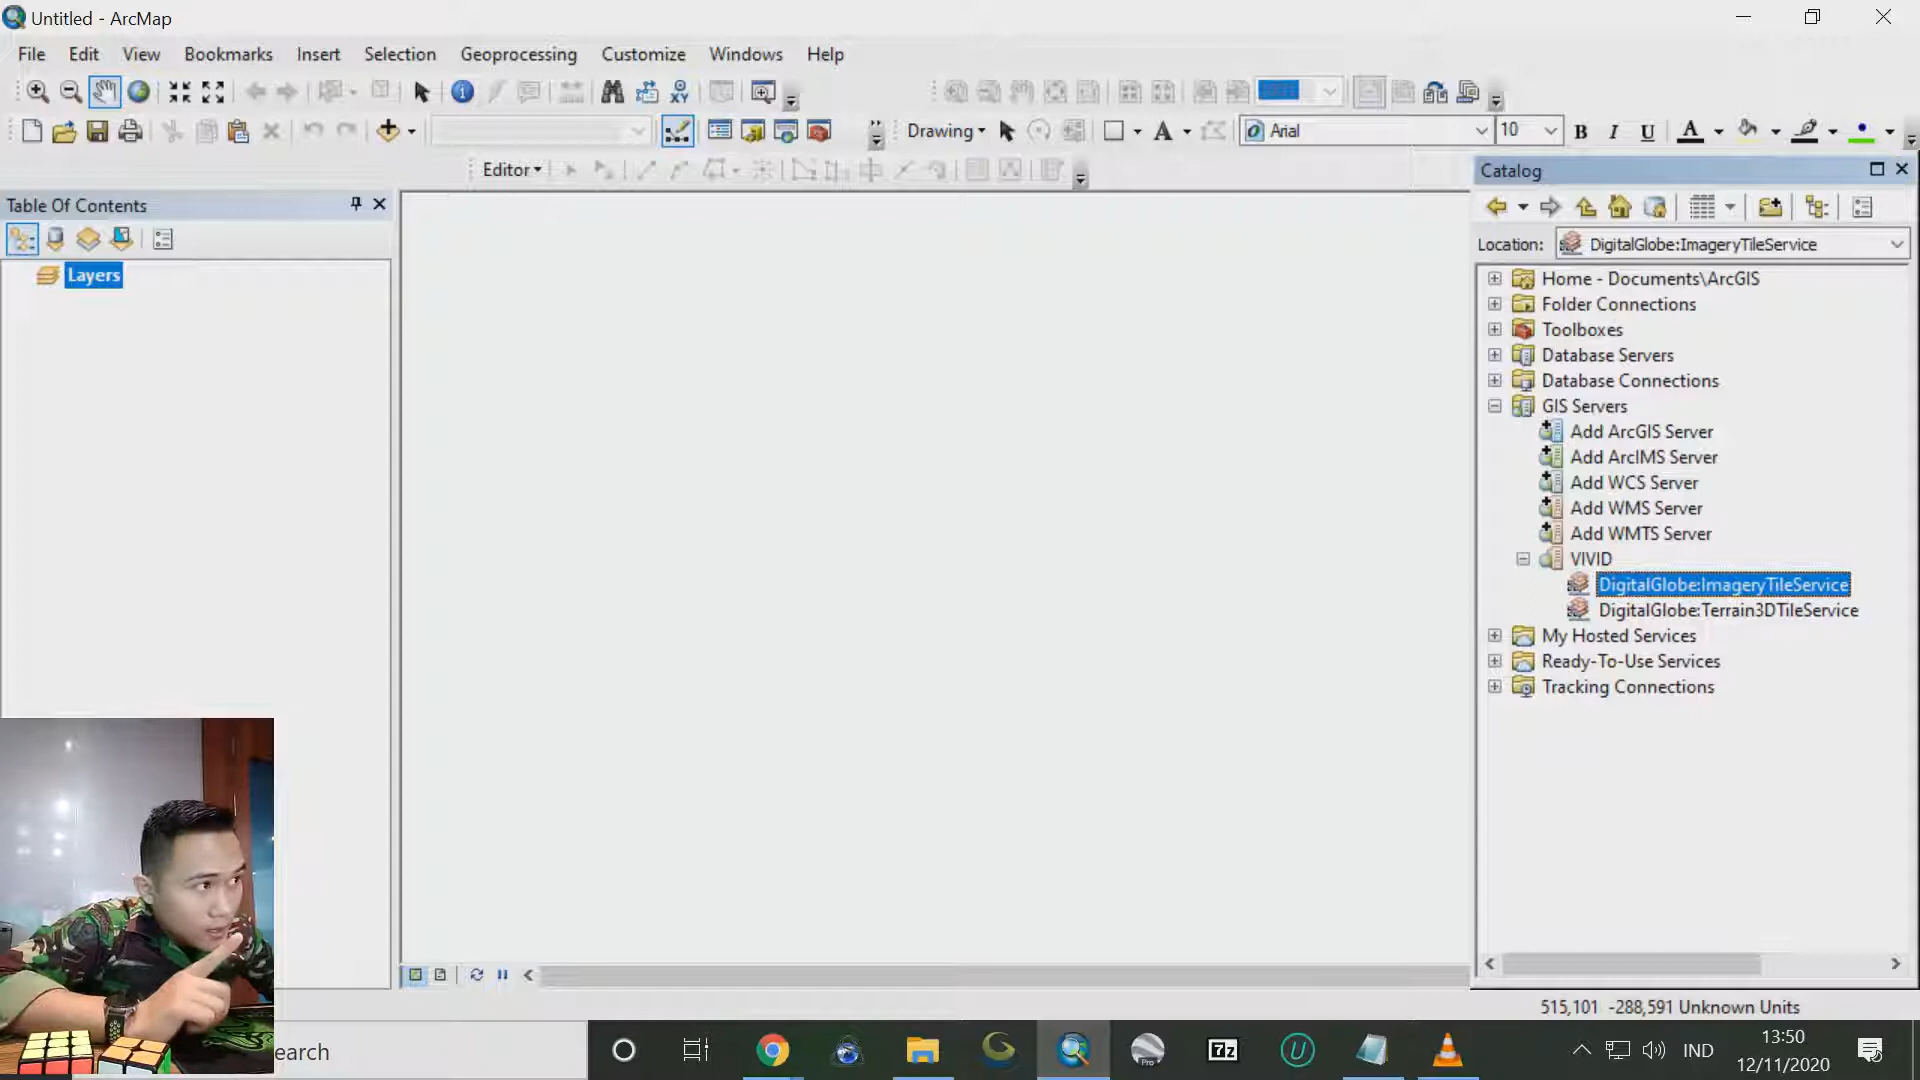 Untitled - ArcMap
File Edit View Bookmarks Insert Selection Geoprocessing Customize Windows Help
Drawing A Arial 10 B I U A
Editor
Catalog
Table Of Contents
Location: DigitalGlobe:ImageryTileService
Layers
Home - Documents\ArcGIS
Folder Connections
Toolboxes
Database Servers
Database Connections
GIS Servers
Add ArcGIS Server
Add ArcIMS Server
Add WCS Server
Add WMS Server
Add WMTS Server
VIVID
DigitalGlobe:ImageryTileService
DigitalGlobe:Terrain3DTileService
My Hosted Services
Ready-To-Use Services
Tracking Connections
515,101 -288,591 Unknown Units
earch
Pro
7z
U
IND
13:50
12/11/2020